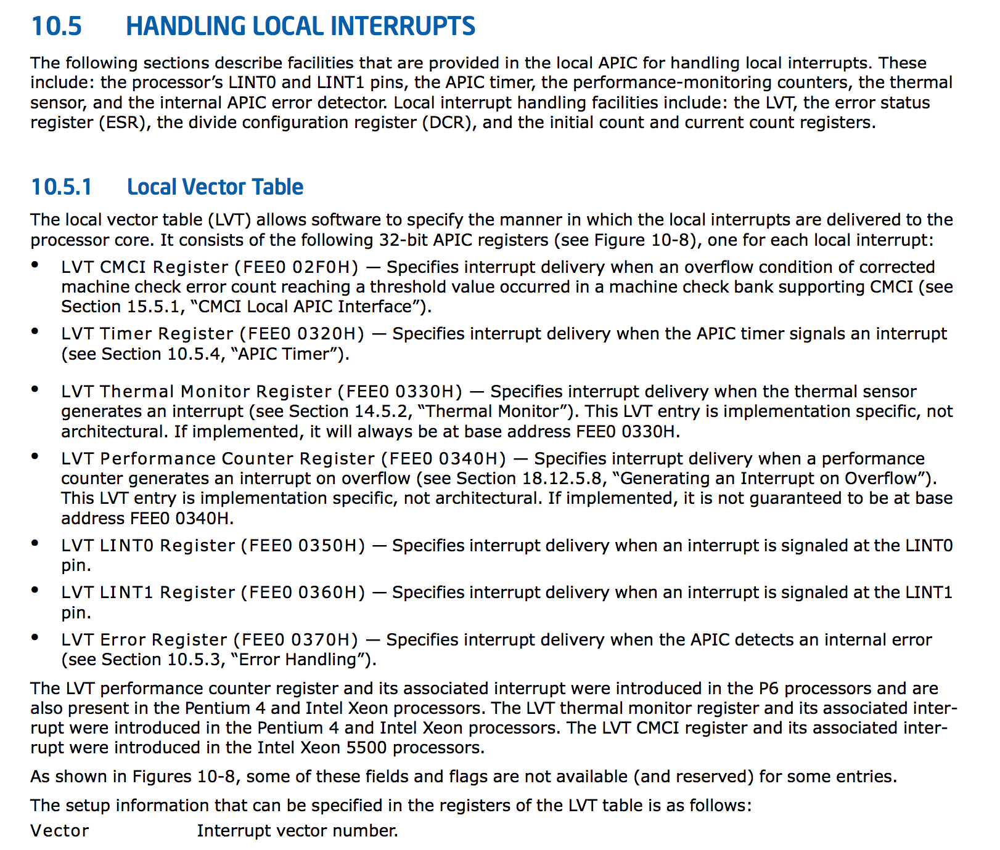 10.5 HANDLING LOCAL INTERRUPTS
The following sections describe facilities that are provided in the local APIC for handling local interrupts. These
include: the processor’s LINT0 and LINT1 pins, the APIC timer, the performance-monitoring counters, the thermal
sensor, and the internal APIC error detector. Local interrupt handling facilities include: the LVT, the error status
register (ESR), the divide configuration register (DCR), and the initial count and current count registers.
10.5.1 Local Vector Table
The local vector table (LVT) allows software to specify the manner in which the local interrupts are delivered to the
processor core. It consists of the following 32-bit APIC registers (see Figure 10-8), one for each local interrupt:
• LVT CMCI Register (FEE0 02F0H) — Specifies interrupt delivery when an overflow condition of corrected
machine check error count reaching a threshold value occurred in a machine check bank supporting CMCI (see
Section 15.5.1, “CMCI Local APIC Interface”).
• LVT Timer Register (FEE0 0320H) — Specifies interrupt delivery when the APIC timer signals an interrupt
(see Section 10.5.4, “APIC Timer”).
• LVT Thermal Monitor Register (FEE0 0330H) — Specifies interrupt delivery when the thermal sensor
generates an interrupt (see Section 14.5.2, “Thermal Monitor”). This LVT entry is implementation specific, not
architectural. If implemented, it will always be at base address FEE0 0330H.
• LVT Performance Counter Register (FEE0 0340H) — Specifies interrupt delivery when a performance
counter generates an interrupt on overflow (see Section 18.12.5.8, “Generating an Interrupt on Overflow”).
This LVT entry is implementation specific, not architectural. If implemented, it is not guaranteed to be at base
address FEE0 0340H.
• LVT LINT0 Register (FEE0 0350H) — Specifies interrupt delivery when an interrupt is signaled at the LINT0
pin.
• LVT LINT1 Register (FEE0 0360H) — Specifies interrupt delivery when an interrupt is signaled at the LINT1
pin.
• LVT Error Register (FEE0 0370H) — Specifies interrupt delivery when the APIC detects an internal error
(see Section 10.5.3, “Error Handling”).
The LVT performance counter register and its associated interrupt were introduced in the P6 processors and are
also present in the Pentium 4 and Intel Xeon processors. The LVT thermal monitor register and its associated inter-
rupt were introduced in the Pentium 4 and Intel Xeon processors. The LVT CMCI register and its associated inter-
rupt were introduced in the Intel Xeon 5500 processors.
As shown in Figures 10-8, some of these fields and flags are not available (and reserved) for some entries.
The setup information that can be specified in the registers of the LVT table is as follows:
Vector Interrupt vector number.